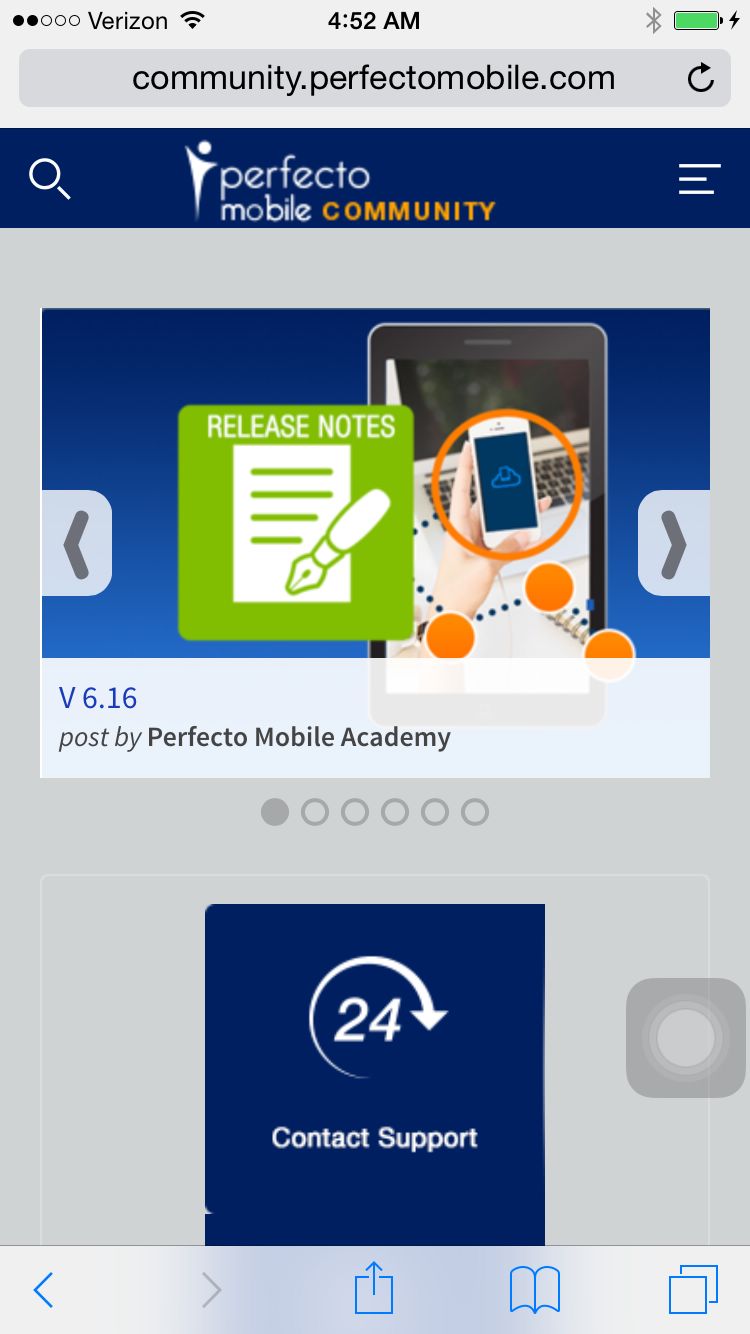 Verizon 4:52 AM
community.perfectomobile.com
perfecto
mobile COMMUNITY
RELEASE NOTES
V 6.16
post by Perfecto Mobile Academy
24
Contact Support